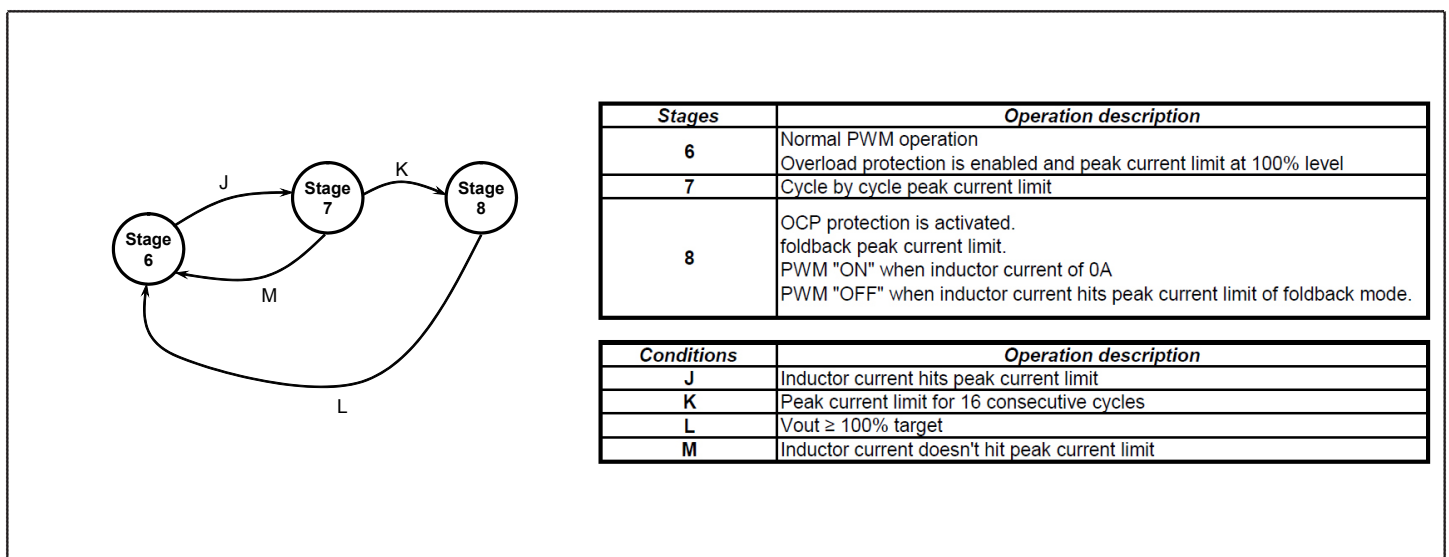 J
K
M
L
Stage
6
Stage
7
Stage
8
Stages Operation description
6 Normal PWM operation
Overload protection is enabled and peak current limit at 100% level
7 Cycle by cycle peak current limit
8 OCP protection is activated.
foldback peak current limit.
PWM "ON" when inductor current of 0A
PWM "OFF" when inductor current hits peak current limit of foldback mode.
Conditions Operation description
J Inductor current hits peak current limit
K Peak limit for 16 consecutive cycles
L Vout ≥ 100% target
M Inductor current doesn't hit peak current limit